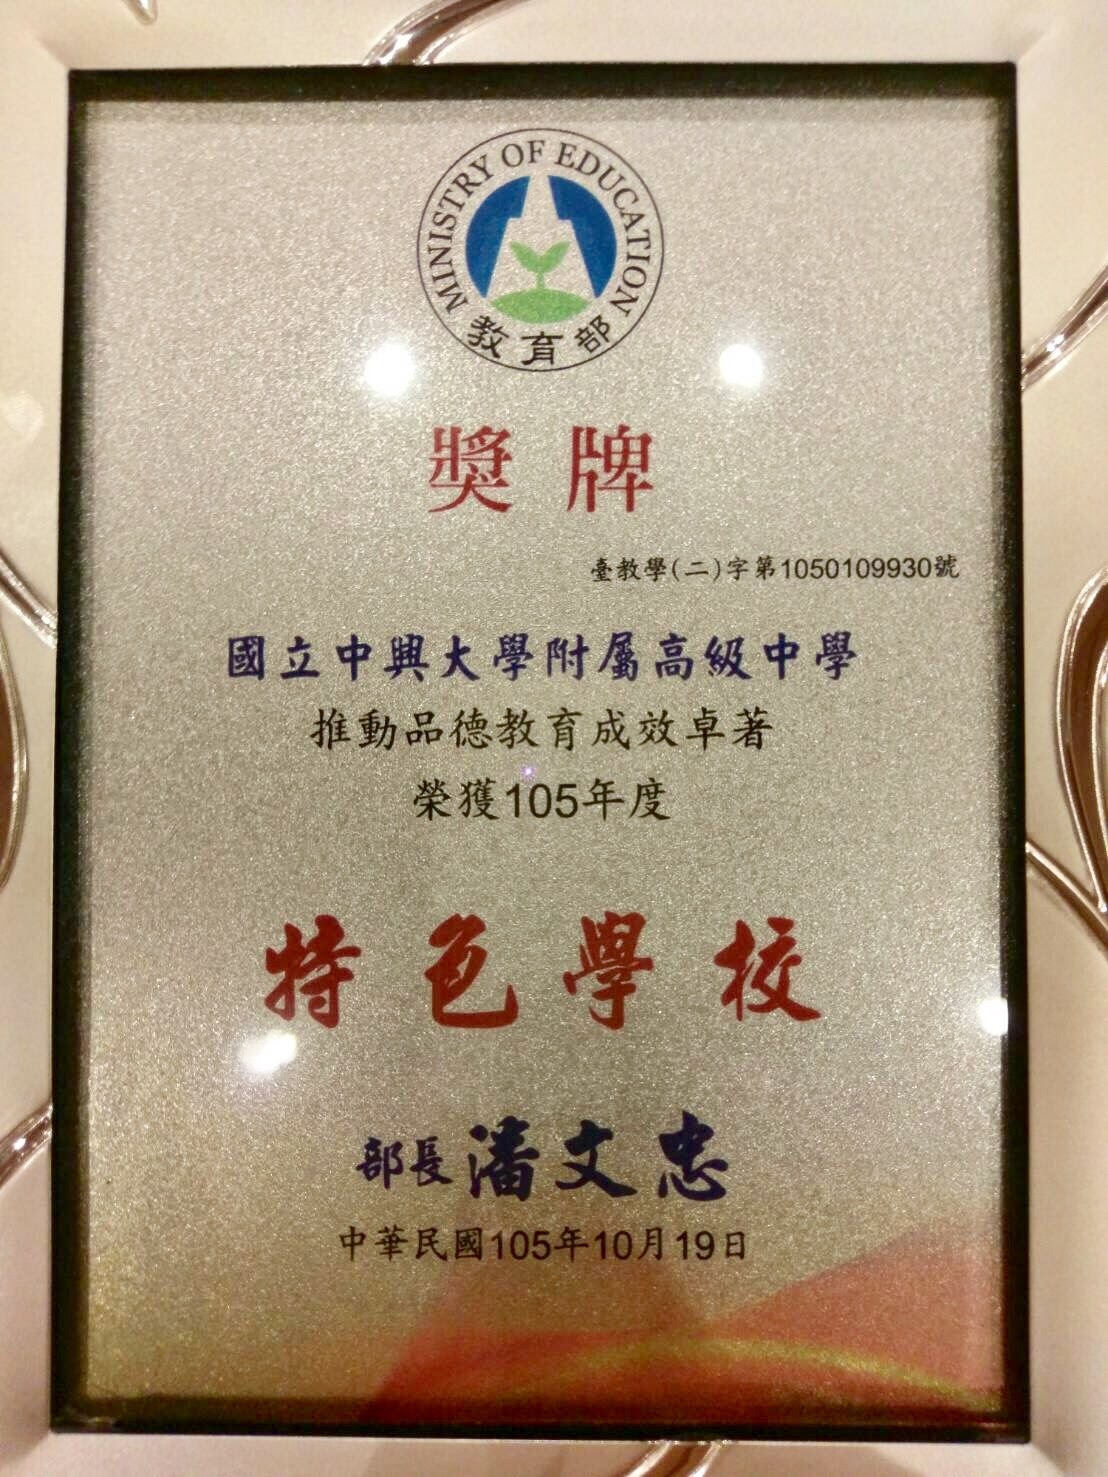 MINISTRY OF EDUCATION
教育部
獎牌
臺教學(二)字第1050109930號
國立中興大學附屬高級中學
推動品德教育成效卓著
榮獲105年度
特色學校
部長潘文忠
中華民國105年10月19日